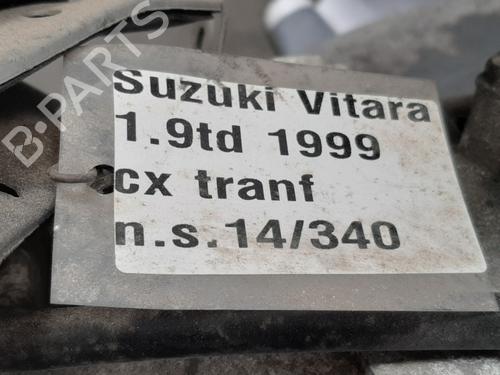 B-PARTS
Suzuki Vitara
1.9td 1999
cx tranf
n.s.14/340